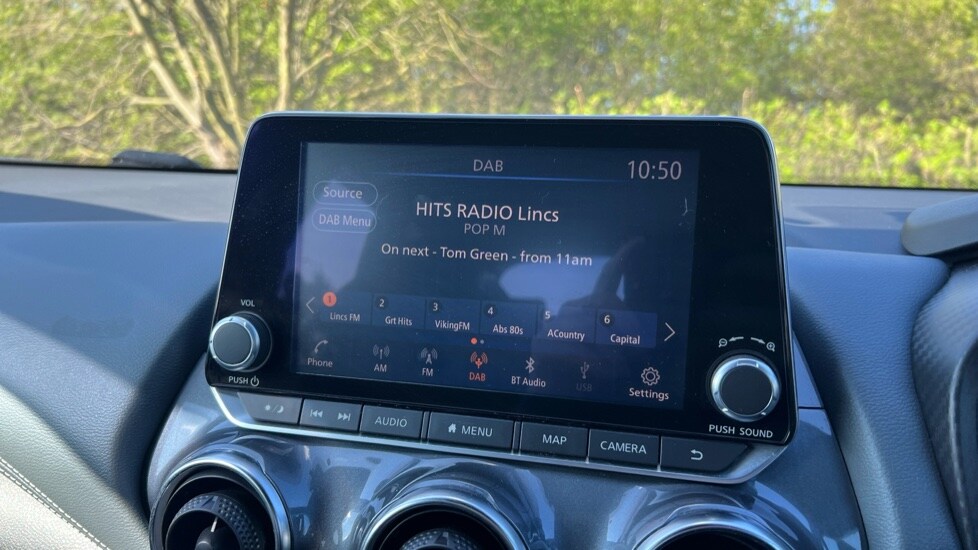 DAB
10:50
Source
DAB Menu
HITS RADIO Lincs
POP M
On next - Tom Green - from 11am
1 2 3 4 5 6
Lincs FM Grt Hits VikingFM Abs 80s ACountry Capital
Phone AM FM DAB BT Audio USB Settings
VOL
PUSH
PUSH SOUND
AUDIO MENU MAP CAMERA